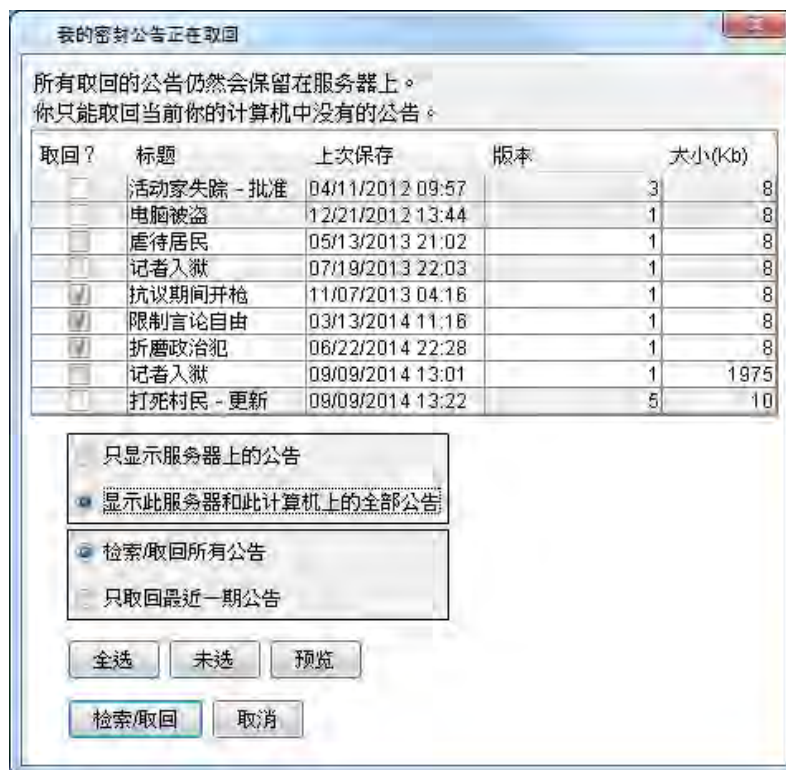 我的密封公告正在取回
所有取回的公告仍然会保留在服务器上。
你只能取回当前你的计算机中没有的公告。
取回？ 标题 上次保存 版本 大小(Kb)
活动家失踪 - 批准 04/11/2012 09:57 3 8
电脑被盗 12/21/2012 13:44 1 8
虐待居民 05/13/2013 21:02 1 8
记者入狱 07/19/2013 22:03 1 8
抗议期间开枪 11/07/2013 04:16 1 8
限制言论自由 03/13/2014 11:16 1 8
折磨政治犯 06/22/2014 22:28 1 8
记者入狱 09/09/2014 13:01 1 1975
打死村民 - 更新 09/09/2014 13:22 5 10
只显示服务器上的公告
显示此服务器和此计算机上的全部公告
检索/取回所有公告
只取回最近一期公告
全选 未选 预览
检索/取回 取消